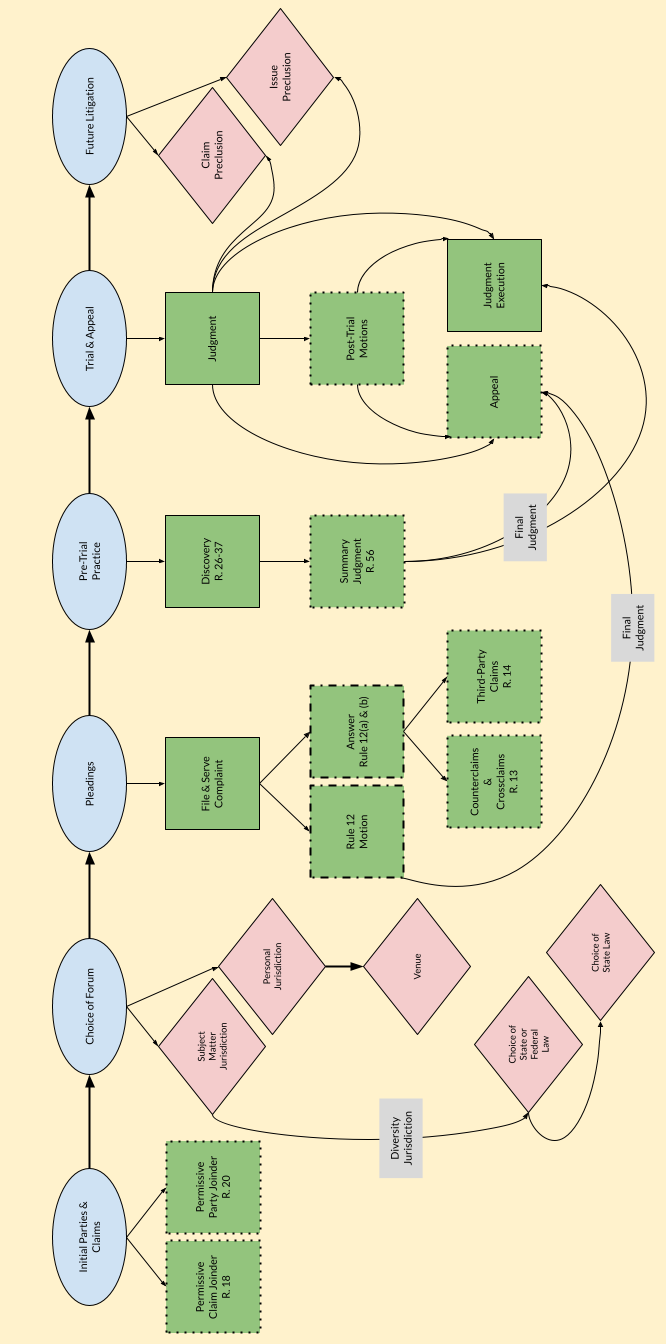 Initial Parties &
Claims
Choice of Forum
Pleadings
Pre-Trial
Practice
Trial & Appeal
Future Litigation
Permissive
Claim Joinder
R. 18
Permissive
Party Joinder
R. 20
Subject
Matter
Jurisdiction
Personal
Jurisdiction
Venue
Diversity
Jurisdiction
Choice of
State or
Federal
Law
Choice of
State Law
File & Serve
Complaint
Rule 12
Motion
Answer
Rule 12(a) & (b)
Counterclaims
&
Crossclaims
R. 13
Third-Party
Claims
R. 14
Discovery
R. 26-37
Summary
Judgment
R. 56
Final
Judgment
Final
Judgment
Judgment
Post-Trial
Motions
Appeal
Judgment
Execution
Claim
Preclusion
Issue
Preclusion